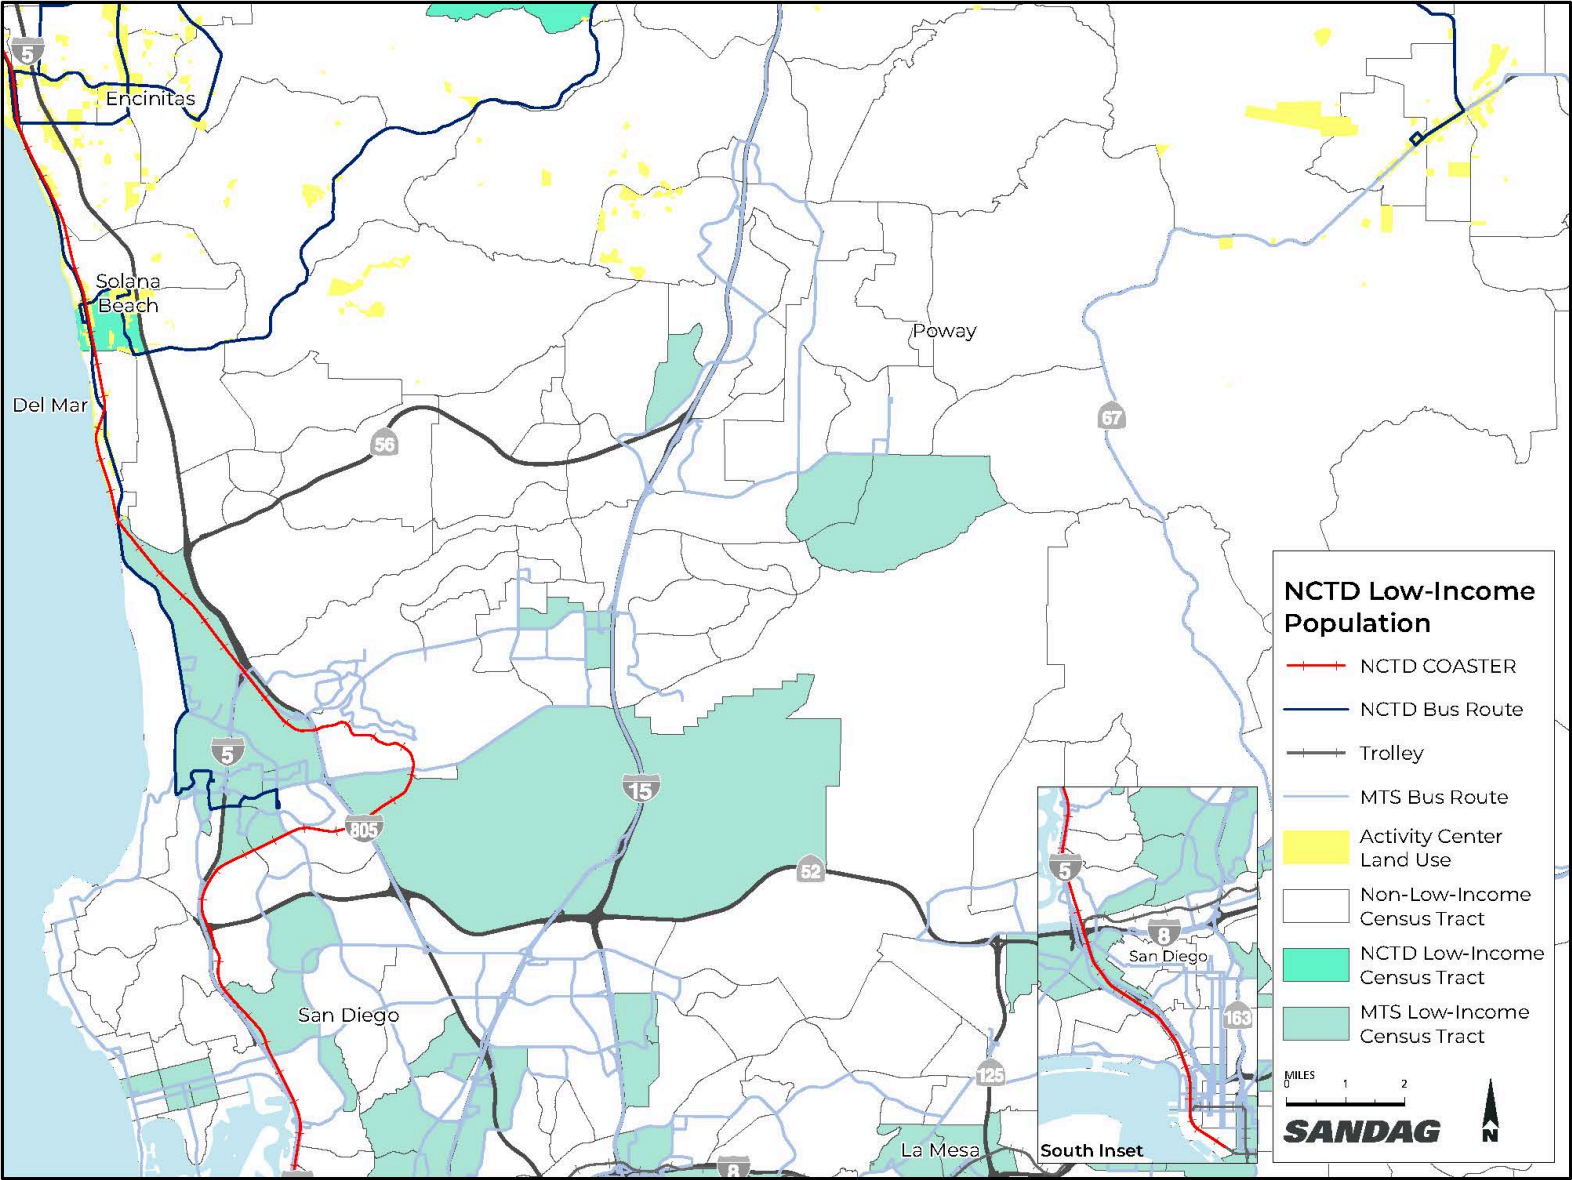 5
Encinitas
Solana
Beach
Poway
Del Mar
56
67
5
15
805
52
San Diego
125
La Mesa
8
5
8
San Diego
163
South Inset
NCTD Low-Income
Population
NCTD COASTER
NCTD Bus Route
Trolley
MTS Bus Route
Activity Center
Land Use
Non-Low-Income
Census Tract
NCTD Low-Income
Census Tract
MTS Low-Income
Census Tract
MILES
0 1 2
SANDAG
N